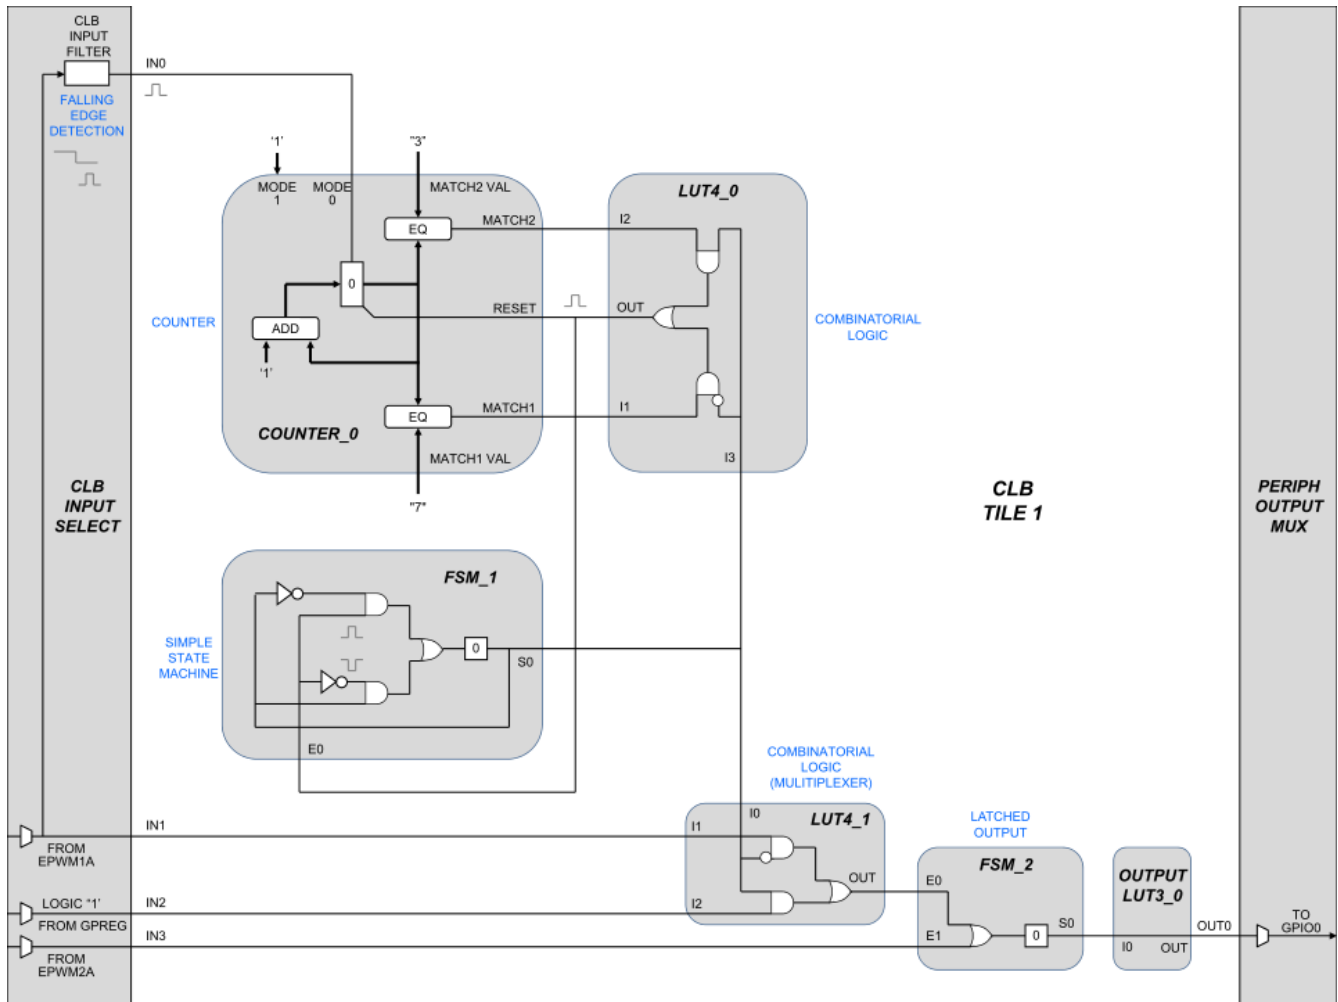 CLB
INPUT
FILTER
IN0
FALLING
EDGE
DETECTION
'1'
"3"
MODE
1
MODE
0
MATCH2 VAL
LUT4_0
EQ
MATCH2
I2
0
RESET
OUT
COUNTER
ADD
COMBINATORIAL
LOGIC
'1'
EQ
MATCH1
I1
COUNTER_0
MATCH1 VAL
I3
"7"
CLB
INPUT
SELECT
CLB
TILE 1
PERIPH
OUTPUT
MUX
FSM_1
SIMPLE
STATE
MACHINE
0
S0
E0
COMBINATORIAL
LOGIC
(MULITIPLEXER)
I0
LUT4_1
IN1
I1
FROM
EPWM1A
LATCHED
OUTPUT
FSM_2
OUT
E0
OUTPUT
LUT3_0
LOGIC "1'
IN2
I2
FROM GPREG
IN3
E1
0
S0
I0
OUT
OUT0
TO
GPIO0
FROM
EPWM2A